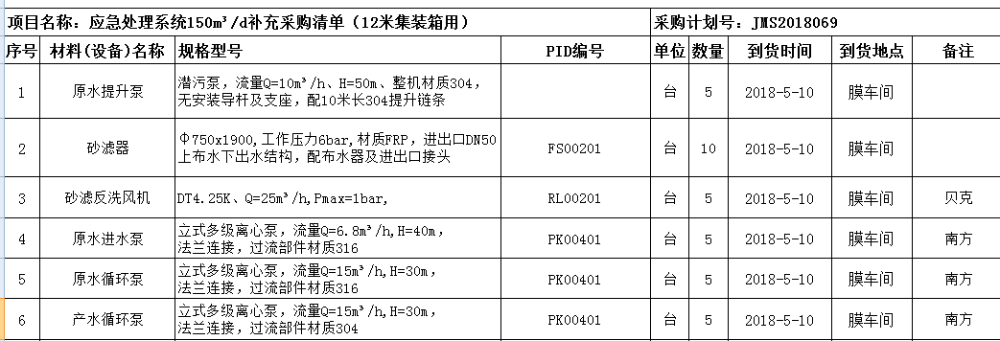 项目名称：应急处理系统150m³/d补充采购清单（12米集装箱用） 采购计划号：JMS2018069
序号 材料(设备)名称 规格型号 PID编号 单位 数量 到货时间 到货地点 备注
1 原水提升泵 潜污泵，流量Q=10m³/h、H=50m、整机材质304，
无安装导杆及支座，配10米长304提升链条 台 5 2018-5-10 膜车间
2 砂滤器 Φ750x1900,工作压力6bar,材质FRP，进出口DN50
上布水下出水结构，配布水器及进出口接头 FS00201 台 10 2018-5-10 膜车间
3 砂滤反洗风机 DT4.25K、Q=25m³/h,Pmax=1bar, RL00201 台 5 2018-5-10 膜车间 贝克
4 原水进水泵 立式多级离心泵，流量Q=6.8m³/h,H=40m，
法兰连接，过流部件材质316 PK00401 台 5 2018-5-10 膜车间 南方
5 原水循环泵 立式多级离心泵，流量Q=15m³/h,H=30m，
法兰连接，过流部件材质316 PK00401 台 5 2018-5-10 膜车间 南方
6 产水循环泵 立式多级离心泵，流量Q=15m³/h,H=30m，
法兰连接，过流部件材质304 PK00401 台 5 2018-5-10 膜车间 南方